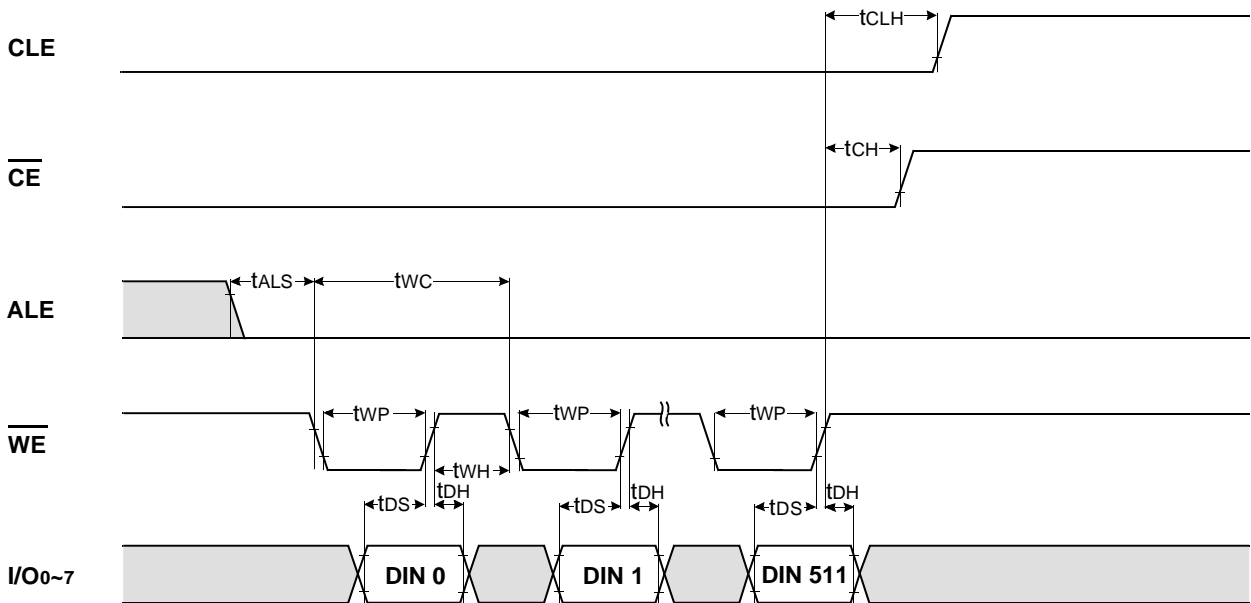 tCLH
CLE
tCH
CE
tALS
tWC
ALE
tWP
tWP
tWP
WE
tWH
tDS
tDH
tDS
tDH
tDS
tDH
I/O0~7
DIN 0
DIN 1
DIN 511